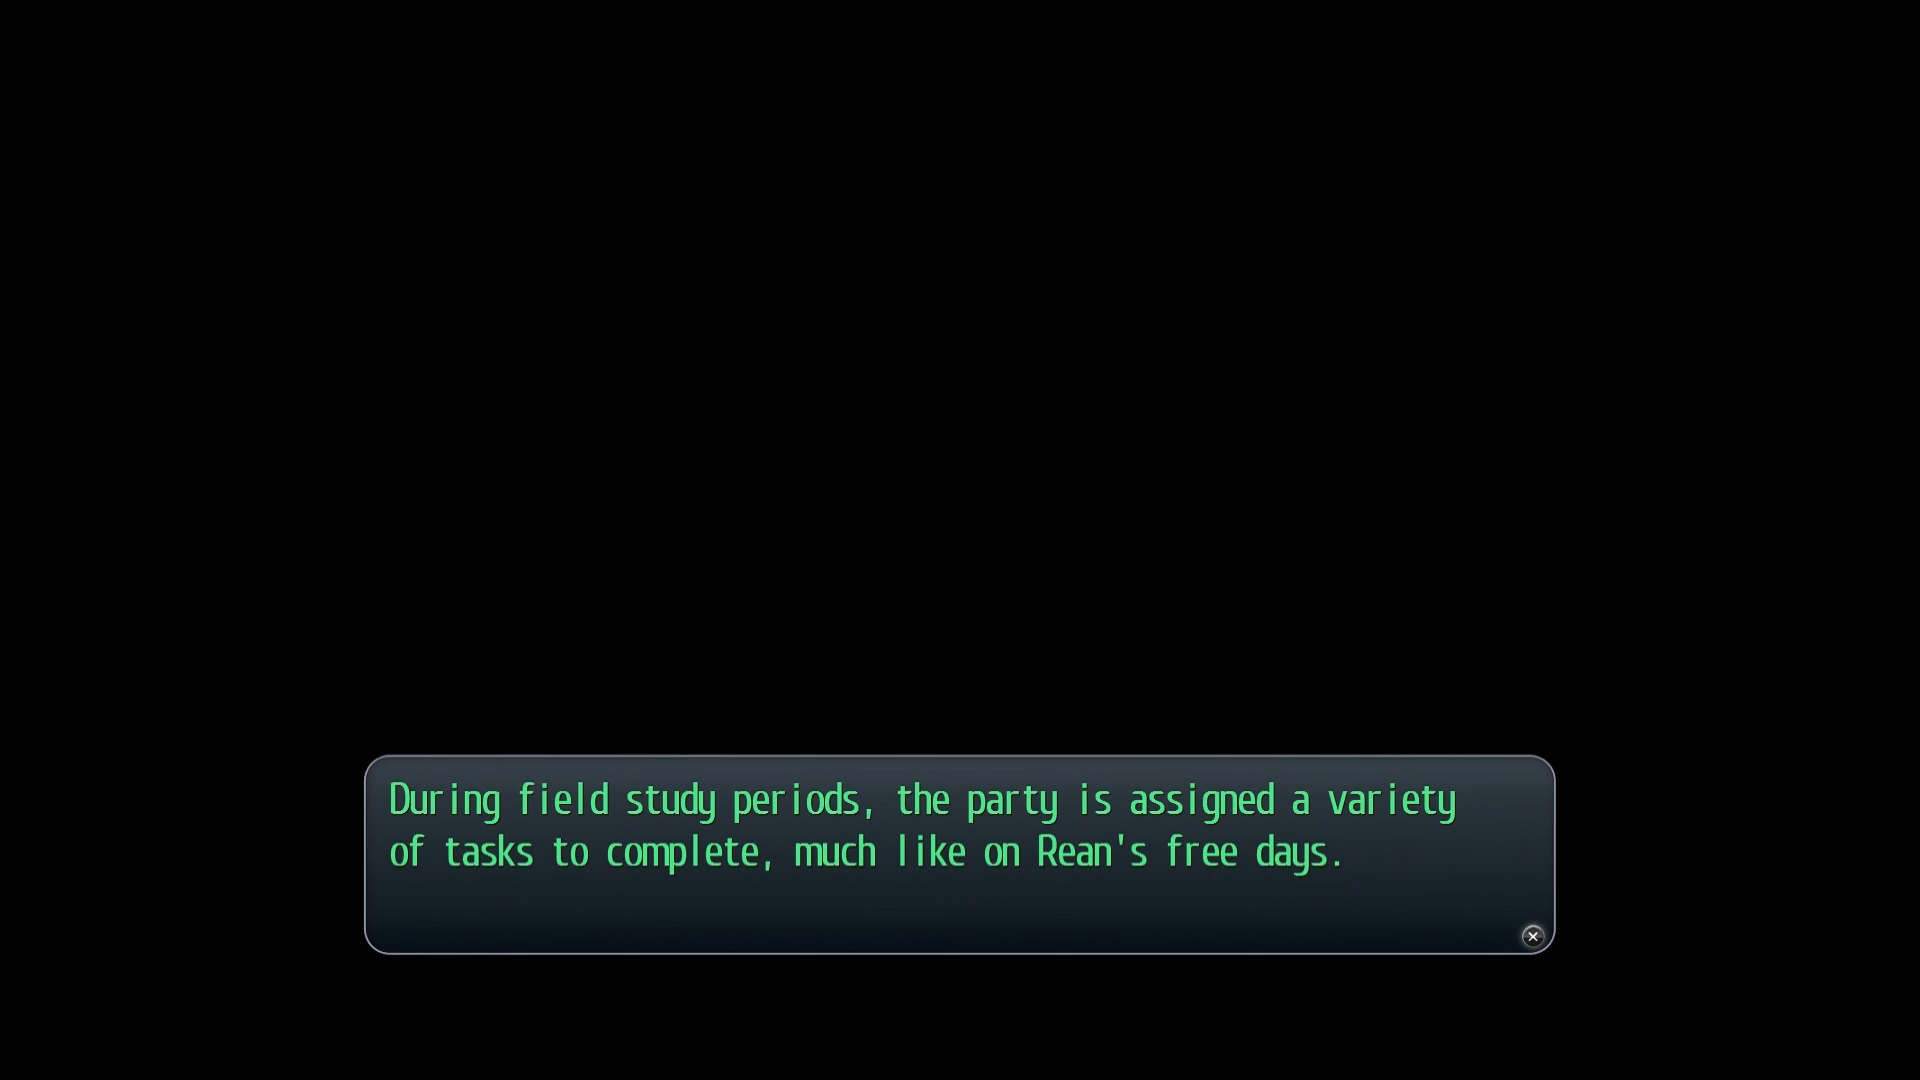 During field study periods, the party is assigned a variety
of tasks to complete, much like on Rean's free days.